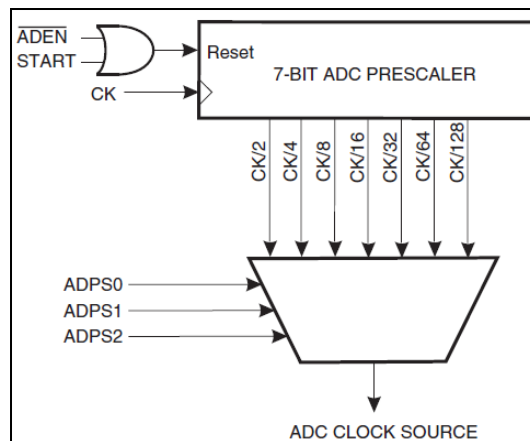 ADEN
START
Reset
7-BIT ADC PRESCALER
CK
CK/2
CK/4
CK/8
CK/16
CK/32
CK/64
CK/128
ADPS0
ADPS1
ADPS2
ADC CLOCK SOURCE